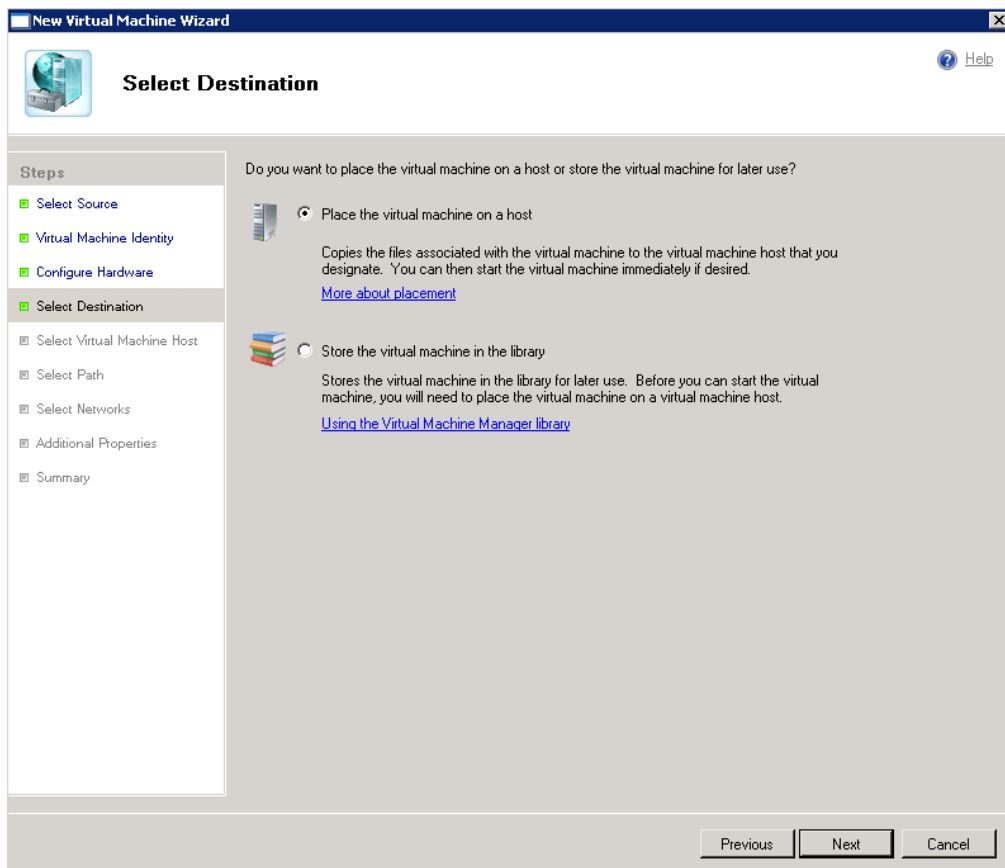 New Virtual Machine Wizard
Help
Select Destination
Steps
Select Source
Virtual Machine Identity
Configure Hardware
Select Destination
Select Virtual Machine Host
Select Path
Select Networks
Additional Properties
Summary
Do you want to place the virtual machine on a host or store the virtual machine for later use?
Place the virtual machine on a host
Copies the files associated with the virtual machine to the virtual machine host that you
designate. You can then start the virtual machine immediately if desired.
More about placement
Store the virtual machine in the library
Stores the virtual machine in the library for later use. Before you can start the virtual
machine, you will need to place the virtual machine on a virtual machine host.
Using the Virtual Machine Manager library
Previous
Next
Cancel